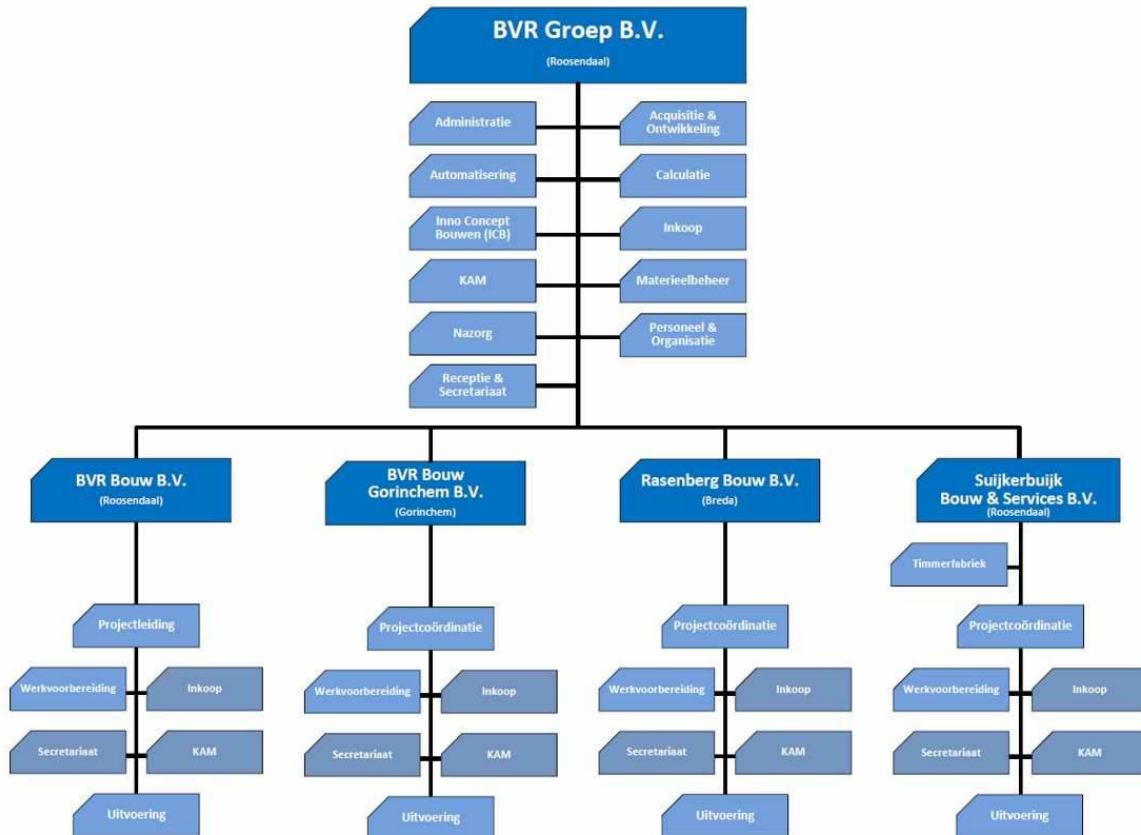 BVR Groep B.V.
(Roosendaal)
Administratie
Acquisitie &
Ontwikkeling
Automatisering
Calculatie
Inno Concept
Bouwen (ICB)
Inkoop
KAM
Materieelbeheer
Nazorg
Personeel &
Organisatie
Receptie &
Secretariaat
BVR Bouw B.V.
(Roosendaal)
BVR Bouw
Gorinchem B.V.
(Gorinchem)
Rasenberg Bouw B.V.
(Breda)
Suijkerbuijk
Bouw & Services B.V.
(Roosendaal)
Timmerfabriek
Projectleiding
Projectcoördinatie
Projectcoördinatie
Projectcoördinatie
Werkvoorbereiding
Inkoop
Werkvoorbereiding
Inkoop
Werkvoorbereiding
Inkoop
Werkvoorbereiding
Inkoop
Secretariaat
KAM
Secretariaat
KAM
Secretariaat
KAM
Secretariaat
KAM
Uitvoering
Uitvoering
Uitvoering
Uitvoering